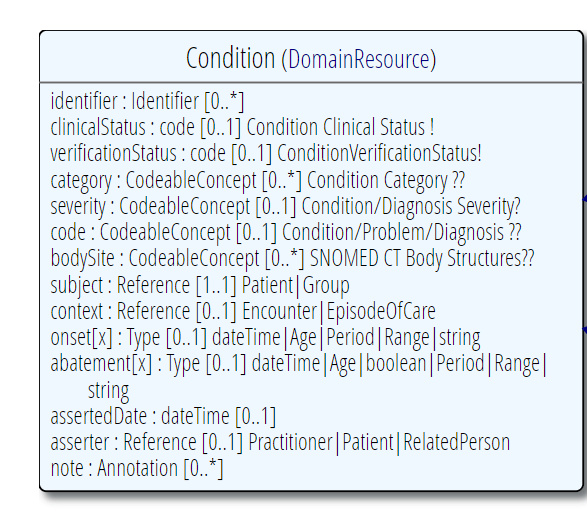 Condition (DomainResource)
identifier : Identifier [0..*]
clinicalStatus : code [0..1] Condition Clinical Status !
verificationStatus : code [0..1] ConditionVerificationStatus!
category : CodeableConcept [0..*] Condition Category ??
severity : CodeableConcept [0..1] Condition/Diagnosis Severity?
code : CodeableConcept [0..1] Condition/Problem/Diagnosis ??
bodySite : CodeableConcept [0..*] SNOMED CT Body Structures??
subject : Reference [1..1] Patient|Group
context : Reference [0..1] Encounter|EpisodeOfCare
onset[x] : Type [0..1] dateTime|Age|Period|Range|string
abatement[x] : Type [0..1] dateTime|Age|boolean|Period|Range|
string
assertedDate : dateTime [0..1]
asserter : Reference [0..1] Practitioner|Patient|RelatedPerson
note : Annotation [0..*]